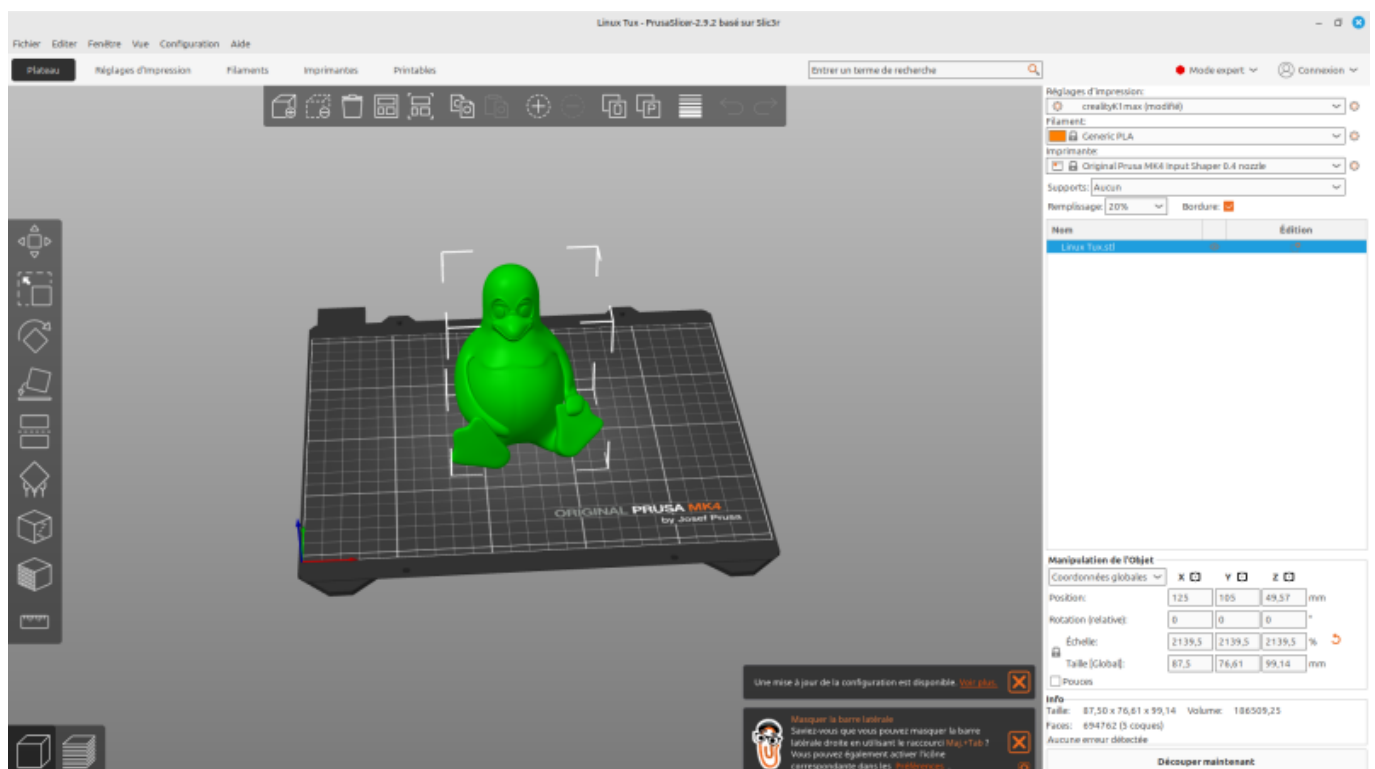 Linux Tux - PrusaSlicer-2.9.2 basé sur Slic3r
Fichier Editer Fenêtre Vue Configuration Aide
Plateau Réglages d'impression Filaments Imprimantes Printables Entrer un terme de recherche Mode expert Connexion
Réglages d'impression:
crealityK1max (modifié)
Filament:
Generic PLA
Imprimante:
Original Prusa MK4 Input Shaper 0.4 nozzle
Supports: Aucun
Remplissage: 20% Bordure:
Nom Édition
Linux Tux.stl
ORIGINAL PRUSA MK4
by Josef Prusa
Manipulation de l'Objet
Coordonnées globales X Y Z
Position: 125 105 49,57 mm
Rotation (relative): 0 0 0 °
Échelle: 2139,5 2139,5 2139,5 %
Taille [Global]: 87,5 76,61 99,14 mm
Pouces
Info
Taille: 87,50 x 76,61 x 99,14 Volume: 186509,25
Faces: 694762 (5 coques)
Aucune erreur détectée
Découper maintenant
Une mise à jour de la configuration est disponible. Voir plus.
Masquer la barre latérale
Saviez-vous que vous pouvez masquer la barre
latérale droite en utilisant le raccourci Maj.+Tab ?
Vous pouvez également activer l'icône
correspondante dans les Préférences.